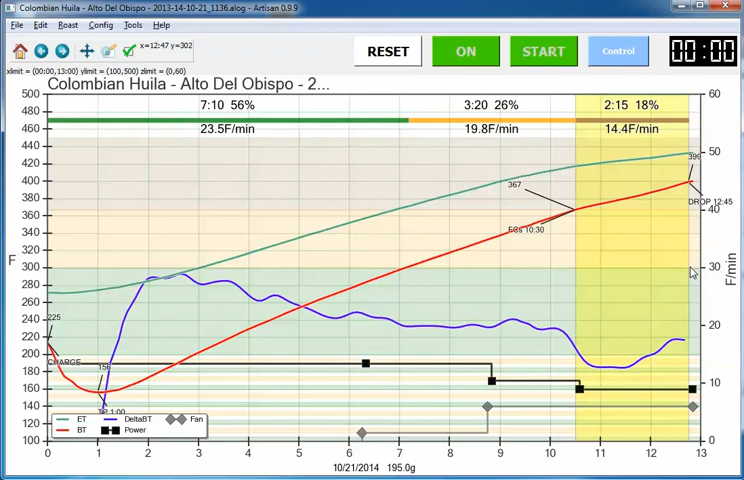 Colombian Huila - Alto Del Obispo - 2013-14-10-21_1136.alog - Artisan 0.9.9
File Edit Roast Config Tools Help
x=12:47 y=302
RESET ON START Control 00:00
xlimit = (00:00,13:00) ylimit = (100,500) zlimit = (0,60)
Colombian Huila - Alto Del Obispo - 2...
500 60
7:10 56% 3:20 26% 2:15 18%
480
23.5F/min 19.8F/min 14.4F/min
460
440
50
420
399
400
367
380
DROP 12:45
360 40
FCs 10:30
340
320
F F/min
300 30
280
260
240
225
220 20
200
CHARGE
156
180
160 10
140
TP 1:00
120
ET DeltaBT Fan
BT Power
100 0
0 1 2 3 4 5 6 7 8 9 10 11 12 13
10/21/2014 195.0g